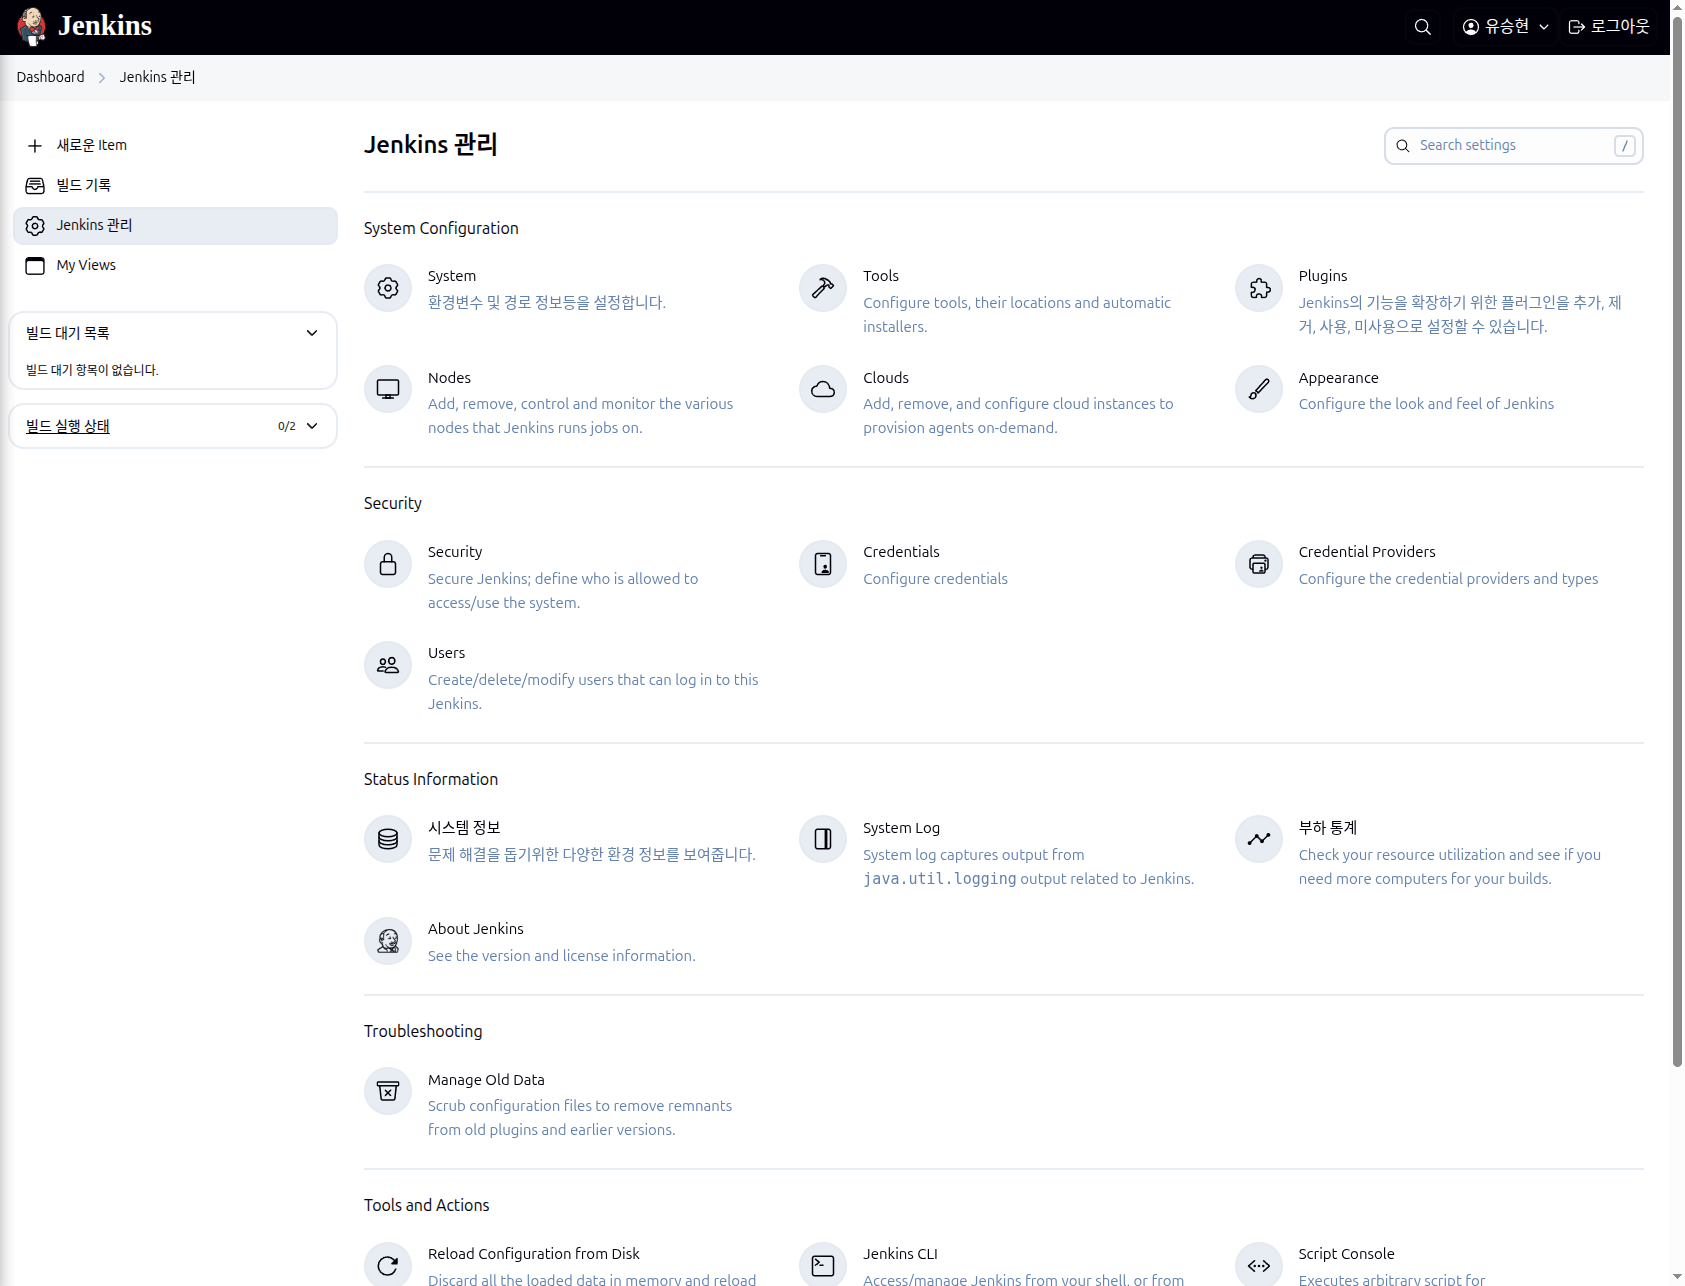 Jenkins
유승현
로그아웃
Dashboard
Jenkins 관리
새로운 Item
빌드 기록
Jenkins 관리
My Views
빌드 대기 목록
빌드 대기 항목이 없습니다.
빌드 실행 상태
0/2
Jenkins 관리
Search settings
/
System Configuration
System
환경변수 및 경로 정보등을 설정합니다.
Tools
Configure tools, their locations and automatic
installers.
Plugins
Jenkins의 기능을 확장하기 위한 플러그인을 추가, 제
거, 사용, 미사용으로 설정할 수 있습니다.
Nodes
Add, remove, control and monitor the various
nodes that Jenkins runs jobs on.
Clouds
Add, remove, and configure cloud instances to
provision agents on-demand.
Appearance
Configure the look and feel of Jenkins
Security
Security
Secure Jenkins; define who is allowed to
access/use the system.
Credentials
Configure credentials
Credential Providers
Configure the credential providers and types
Users
Create/delete/modify users that can log in to this
Jenkins.
Status Information
시스템 정보
문제 해결을 돕기위한 다양한 환경 정보를 보여줍니다.
System Log
System log captures output from
java.util.logging output related to Jenkins.
부하 통계
Check your resource utilization and see if you
need more computers for your builds.
About Jenkins
See the version and license information.
Troubleshooting
Manage Old Data
Scrub configuration files to remove remnants
from old plugins and earlier versions.
Tools and Actions
Reload Configuration from Disk
Discard all the loaded data in memory and reload
Jenkins CLI
Access/manage Jenkins from your shell, or from
Script Console
Executes arbitrary script for